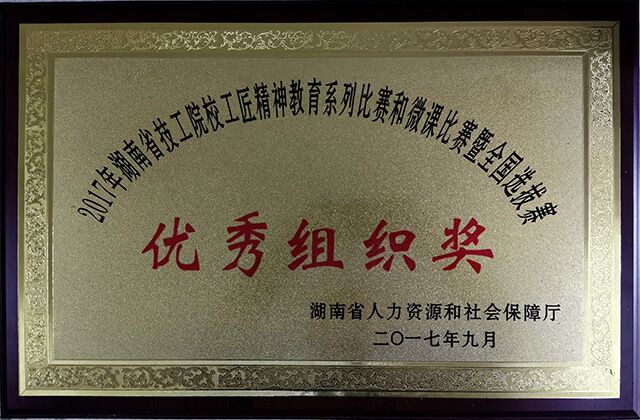 2017年湖南省技工院校工匠精神教育系列比赛和微课比赛暨全国选拔赛
优秀组织奖
湖南省人力资源和社会保障厅
二〇一七年九月